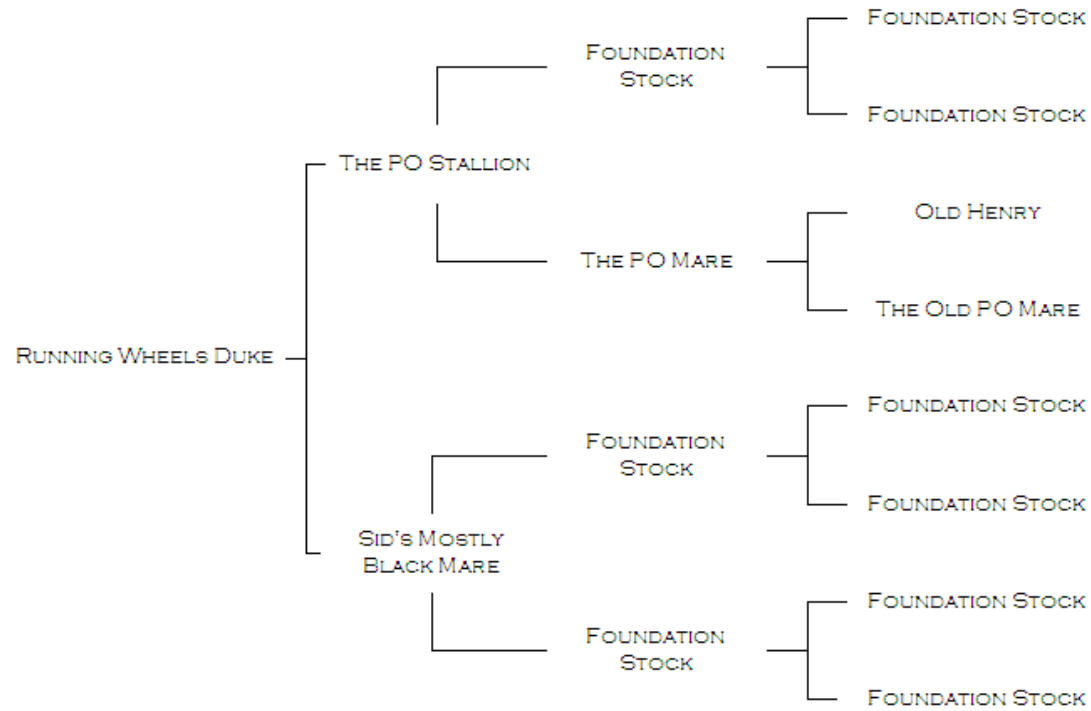 Foundation Stock
Foundation
Stock
Foundation Stock
The PO Stallion
Old Henry
The PO Mare
The Old PO Mare
Running Wheels Duke
Foundation Stock
Foundation
Stock
Foundation Stock
Sid's Mostly
Black Mare
Foundation Stock
Foundation
Stock
Foundation Stock